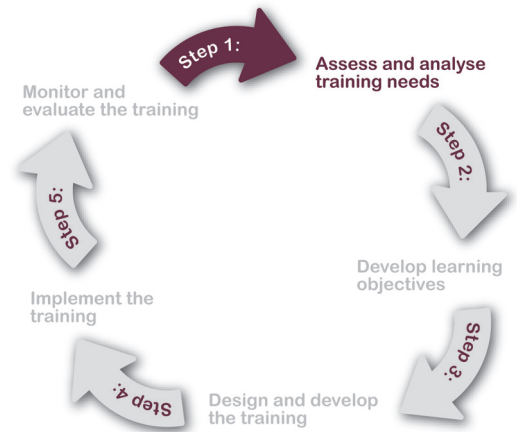 Step 1:
Assess and analyse
training needs
Step 2:
Develop learning
objectives
Step 3:
Design and develop
the training
Step 4:
Implement the
training
Step 5:
Monitor and
evaluate the training